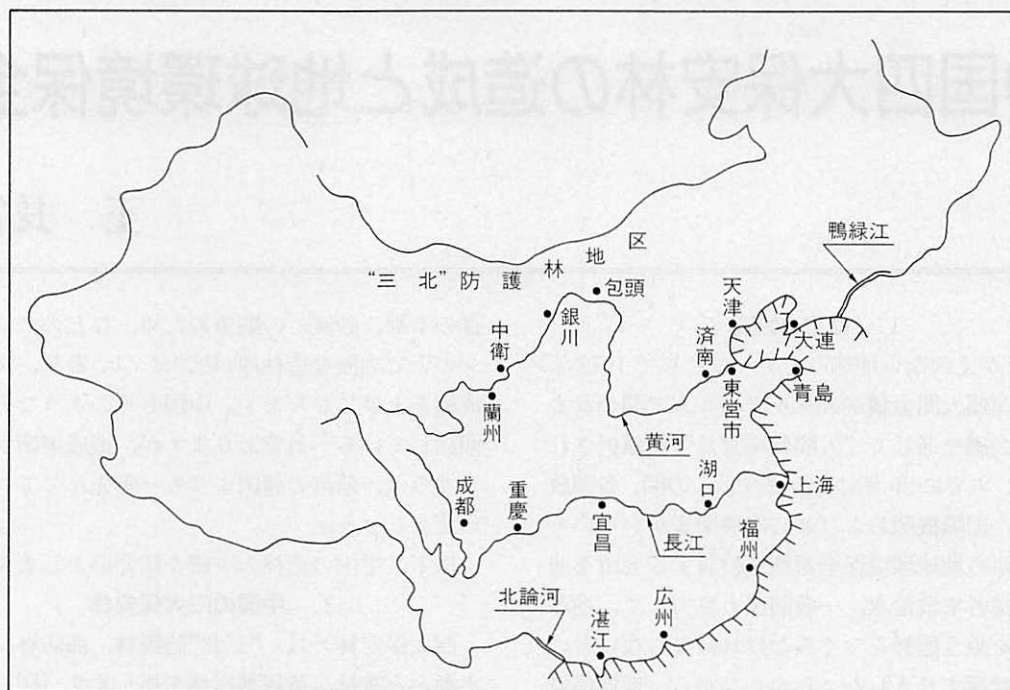 鴨緑江
"三北"防護林地区
包頭
銀川
中衛
蘭州
天津
大連
済南
東宮市
青島
黄河
成都
重慶
宜昌
湖口
長江
上海
福州
北論河
広州
湛江